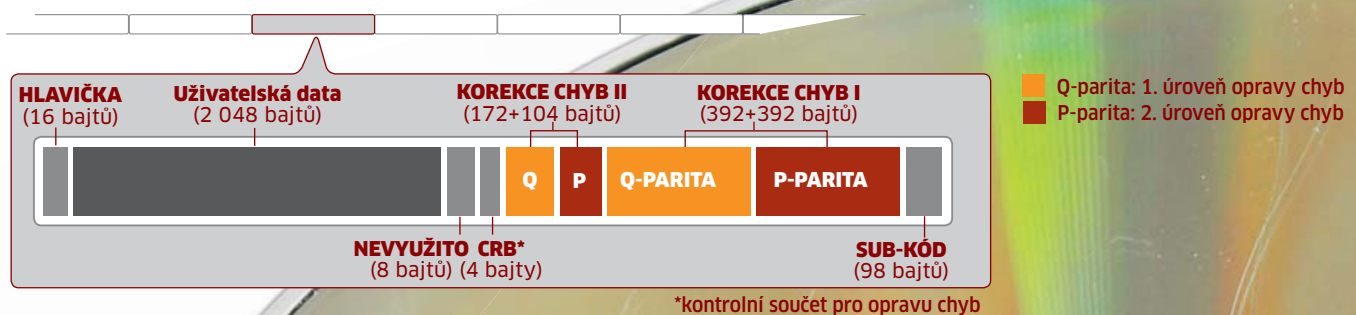 HLAVIČKA
(16 bajtů)
Uživatelská data
(2 048 bajtů)
KOREKCE CHYB II
(172+104 bajtů)
KOREKCE CHYB I
(392+392 bajtů)
Q-parita: 1. úroveň opravy chyb
P-parita: 2. úroveň opravy chyb
Q
P
Q-PARITA
P-PARITA
NEVYUŽITO
(8 bajtů)
CRB*
(4 bajty)
SUB-KÓD
(98 bajtů)
*kontrolní součet pro opravu chyb